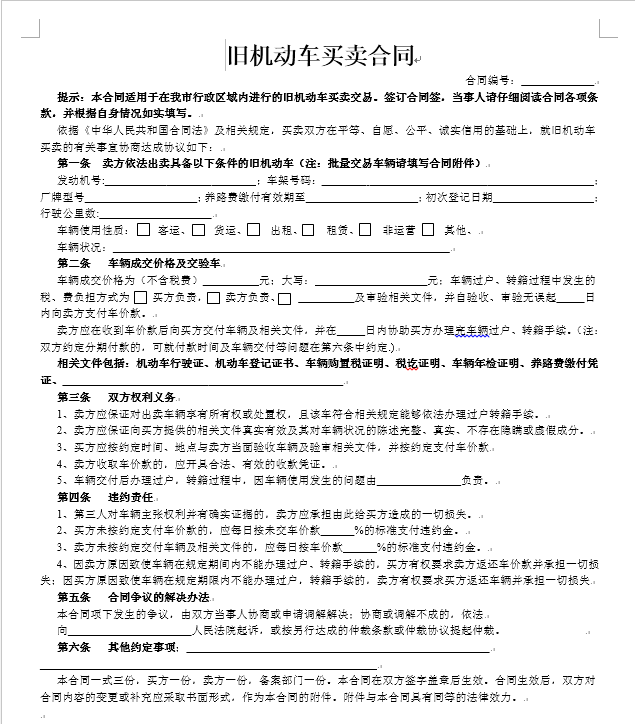 旧机动车买卖合同
合同编号：____________
提示：本合同适用于在我市行政区域内进行的旧机动车买卖交易。签订合同签，当事人请仔细阅读合同各项条
款，并根据自身情况如实填写。
依据《中华人民共和国合同法》及相关规定，买卖双方在平等、自愿、公平、诚实信用的基础上，就旧机动车
买卖的有关事宜协商达成协议如下：
第一条 卖方依法出卖具备以下条件的旧机动车（注：批量交易车辆请填写合同附件）
发动机号:____________；车架号码：____________；
厂牌型号____________；养路费缴付有效期至____________；初次登记日期____________；
行驶公里数:____________.
车辆使用性质：□ 客运、□ 货运、□ 出租、□ 租赁、□ 非运营 □ 其他、
车辆状况：____________.
第二条 车辆成交价格及交验车
车辆成交价格为（不含税费）________元；大写：____________元；车辆过户、转籍过程中发生的
税、费负担方式为 □ 买方负责，□ 卖方负责、□ ________及审验相关文件，并自验收、审验无误起____日
内向卖方支付车价款。
卖方应在收到车价款后向买方交付车辆及相关文件，并在____日内协助买方办理完车辆过户、转籍手续。（注：
双方约定分期付款的，可就付款时间及车辆交付等问题在第六条中约定.）
相关文件包括：机动车行驶证、机动车登记证书、车辆购置税证明、税讫证明、车辆年检证明、养路费缴付凭
证、____________.
第三条 双方权利义务
1、卖方应保证对出卖车辆享有所有权或处置权，且该车符合相关规定能够依法办理过户转籍手续。
2、卖方应保证向买方提供的相关文件真实有效及其对车辆状况的陈述完整、真实、不存在隐瞒或虚假成分。
3、买方应按约定时间、地点与卖方当面验收车辆及验审相关文件，并按约定支付车价款.
4、卖方收取车价款的，应开具合法、有效的收款凭证。
5、车辆交付后办理过户，转籍过程中，因车辆使用发生的问题由____________负责。
第四条 违约责任
1、第三人对车辆主张权利并有确实证据的，卖方应承担由此给买方造成的一切损失。
2、买方未按约定支付车价款的，应每日按未交车价款_____%的标准支付违约金。
3、卖方未按约定交付车辆及相关文件的，应每日按车价款_____%的标准支付违约金。
4、因卖方原因致使车辆在规定期间内不能办理过户、转籍手续的，买方有权要求卖方返还车价款并承担一切损
失；因买方原因致使车辆在规定期限内不能办理过户，转籍手续的，卖方有权要求买方返还车辆并承担一切损失.
第五条 合同争议的解决办法
本合同项下发生的争议，由双方当事人协商或申请调解解决；协商或调解不成的，依法
向____________人民法院起诉，或按另行达成的仲裁条款或仲裁协议提起仲裁。
第六条 其他约定事项：____________
____________.
本合同一式三份，买方一份，卖方一份，备案部门一份。本合同在双方签字盖章后生效。合同生效后，双方对
合同内容的变更或补充应采取书面形式，作为本合同的附件。附件与本合同具有同等的法律效力。